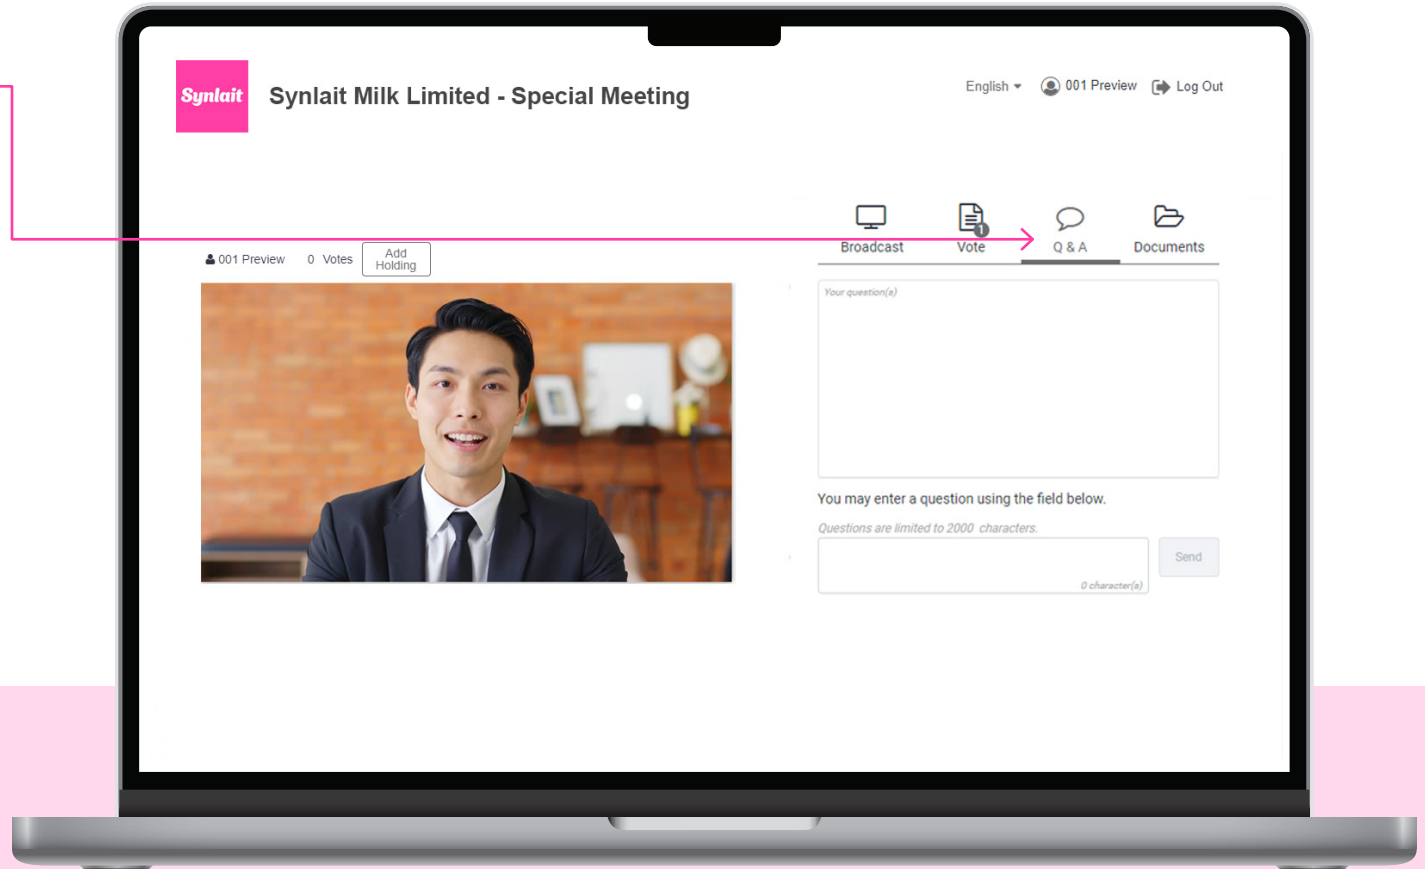 Synlait
Synlait Milk Limited - Special Meeting
English
001 Preview
Log Out
Broadcast
1
Vote
Q & A
Documents
001 Preview
0 Votes
Add
Holding
Your question(s)
You may enter a question using the field below.
Questions are limited to 2000 characters.
Send
0 character(s)